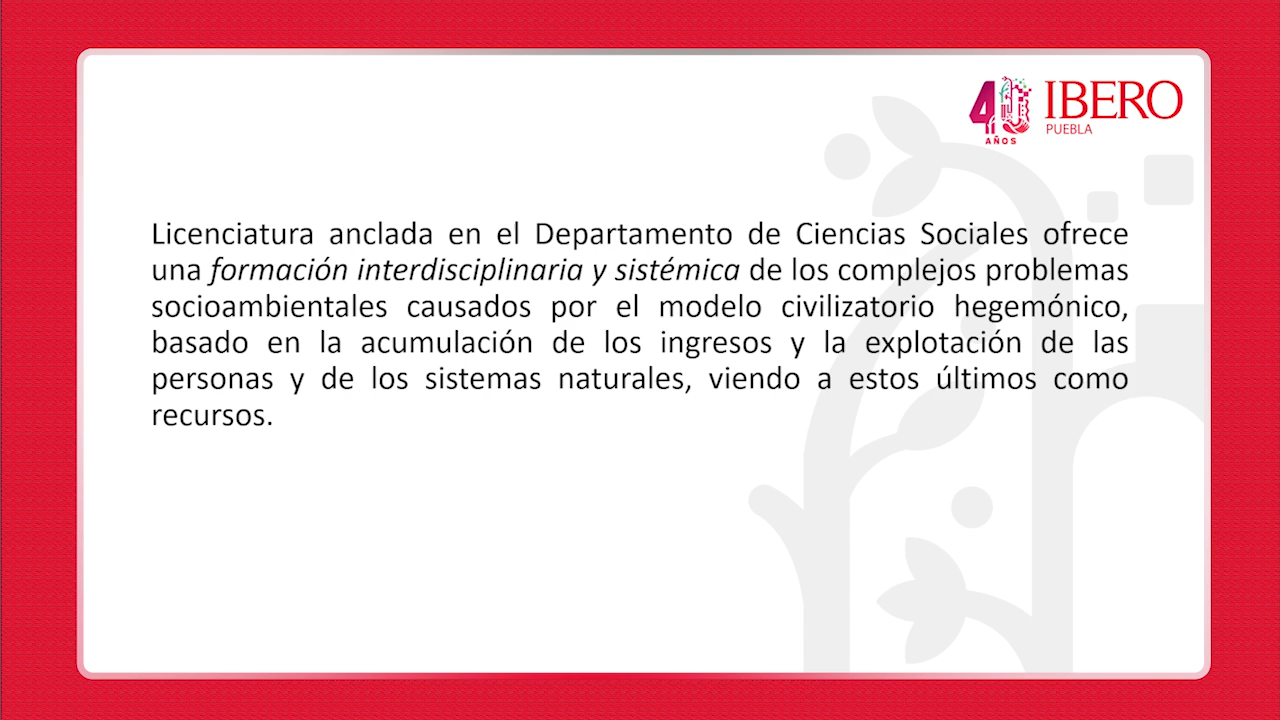 40
AÑOS
IBERO
PUEBLA
Licenciatura anclada en el Departamento de Ciencias Sociales ofrece
una formación interdisciplinaria y sistémica de los complejos problemas
socioambientales causados por el modelo civilizatorio hegemónico,
basado en la acumulación de los ingresos y la explotación de las
personas y de los sistemas naturales, viendo a estos últimos como
recursos.